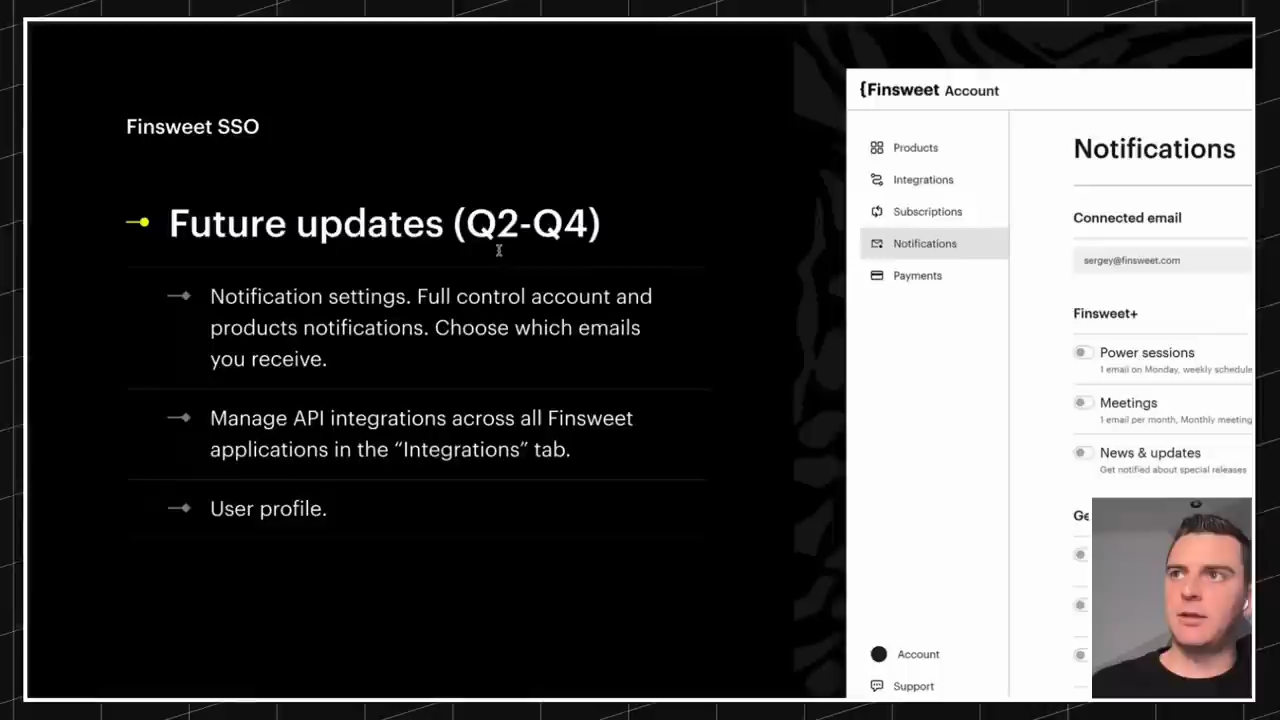 Finsweet SSO
Future updates (Q2-Q4)
Notification settings. Full control account and
products notifications. Choose which emails
you receive.
Manage API integrations across all Finsweet
applications in the “Integrations” tab.
User profile.
{Finsweet Account
Products
Integrations
Subscriptions
Notifications
Payments
Account
Support
Notifications
Connected email
sergey@finsweet.com
Finsweet+
Power sessions
1 email on Monday, weekly schedule
Meetings
1 email per month, Monthly meeting
News & updates
Get notified about special releases